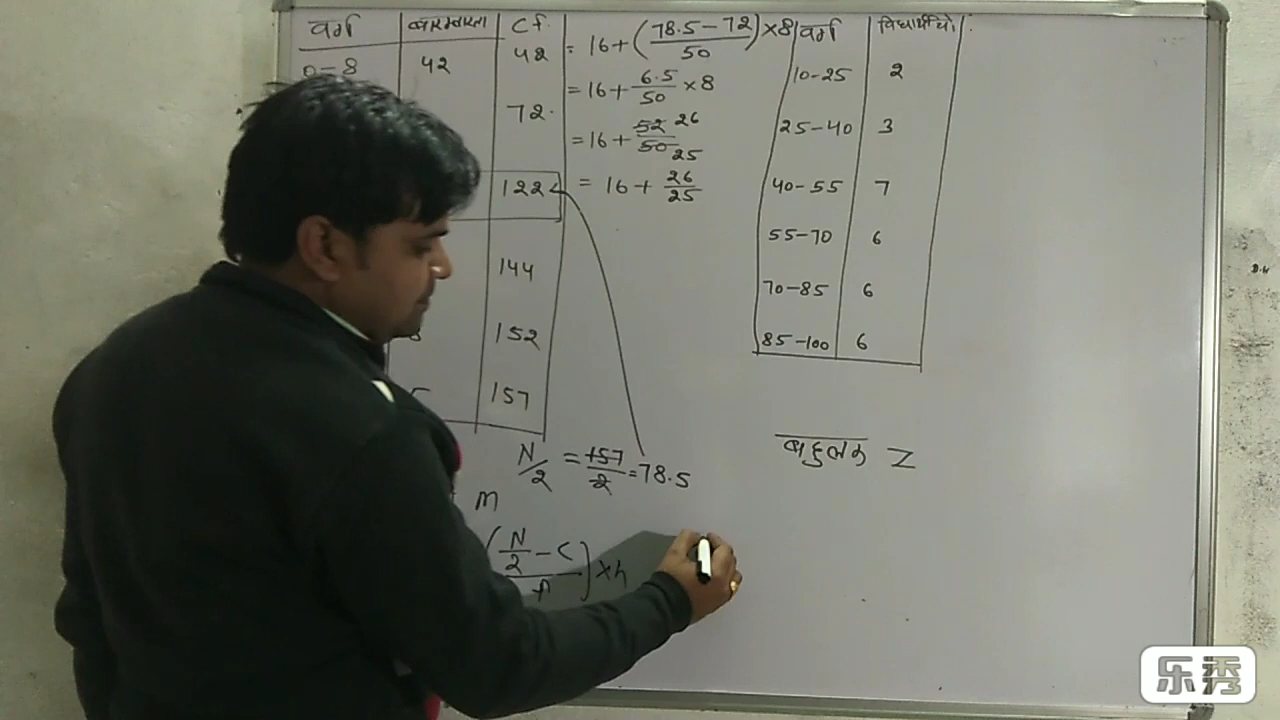 वर्ग बारम्बारता C.f.
0-8 42 42
72.
122
144
152
157
= 16+(78.5-72/50)×8
= 16+6.5/50×8
= 16+52/50 26/25
= 16+26/25
N/2 = 157/2 = 78.5
m
(N/2-C/f)×h
वर्ग विद्यार्थियो
10-25 2
25-40 3
40-55 7
55-70 6
70-85 6
85-100 6
बहुलक Z
乐秀